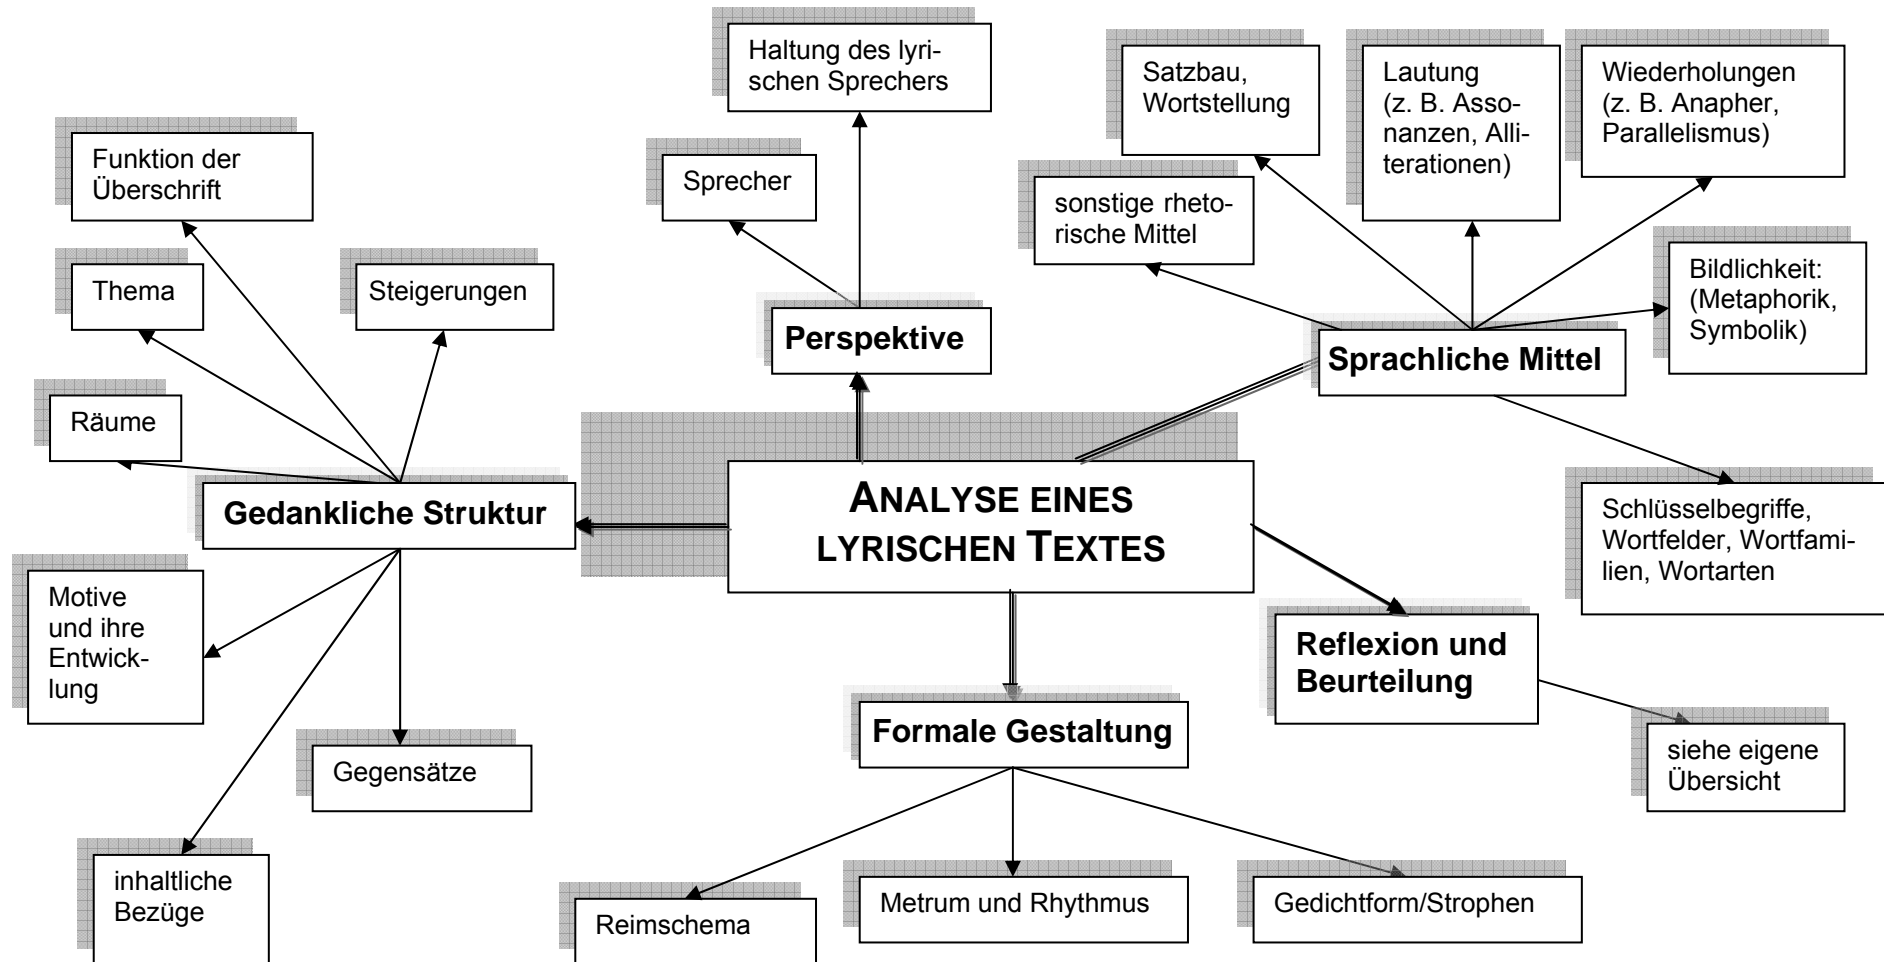 Haltung des lyri-
schen Sprechers
Satzbau,
Wortstellung
Lautung
(z. B. Asso-
nanzen, Alli-
terationen)
Wiederholungen
(z. B. Anapher,
Parallelismus)
Funktion der
Überschrift
Sprecher
sonstige rheto-
rische Mittel
Bildlichkeit:
(Metaphorik,
Symbolik)
Thema
Steigerungen
Perspektive
Sprachliche Mittel
Räume
Gedankliche Struktur
ANALYSE EINES
LYRISCHEN TEXTES
Schlüsselbegriffe,
Wortfelder, Wortfami-
lien, Wortarten
Motive
und ihre
Entwick-
lung
Reflexion und
Beurteilung
Formale Gestaltung
Gegensätze
siehe eigene
Übersicht
inhaltliche
Bezüge
Reimschema
Metrum und Rhythmus
Gedichtform/Strophen